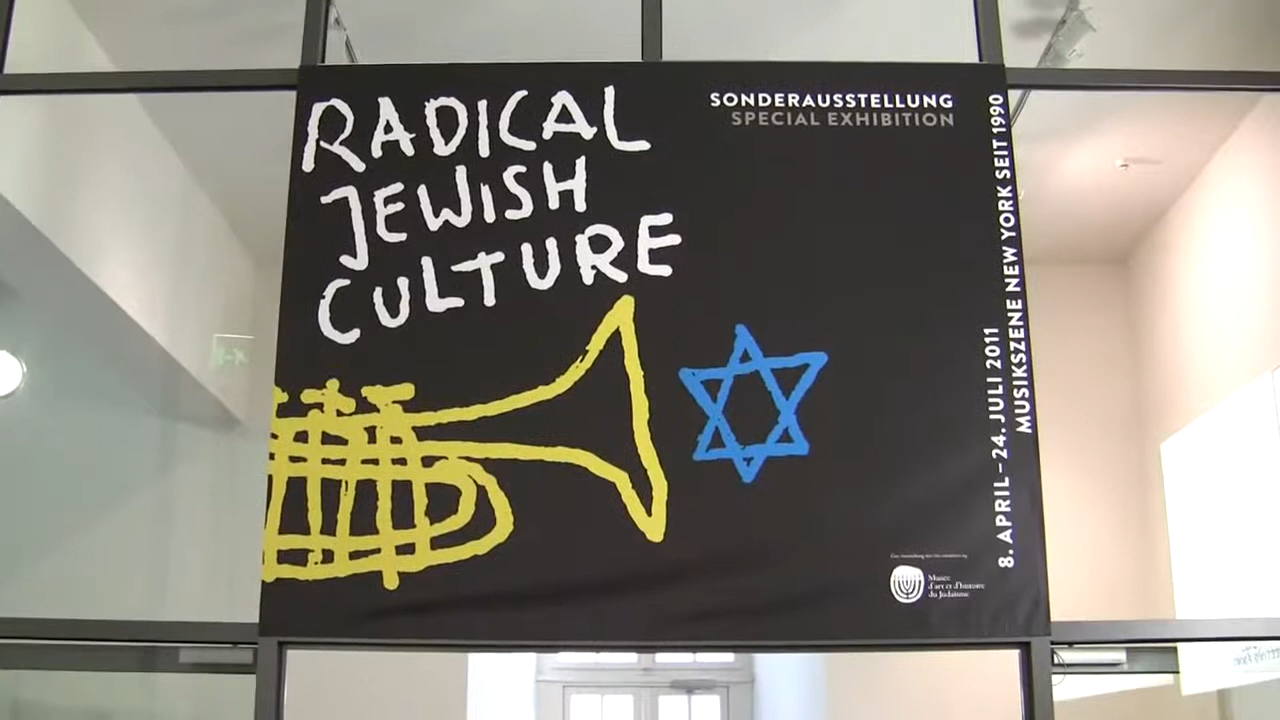 RADICAL
JEWISH
CULTURE
SONDERAUSSTELLUNG
SPECIAL EXHIBITION
8. APRIL – 24. JULI 2011
MUSIKSZENE NEW YORK SEIT 1990
Musée
d'art et d'histoire
du Judaïsme